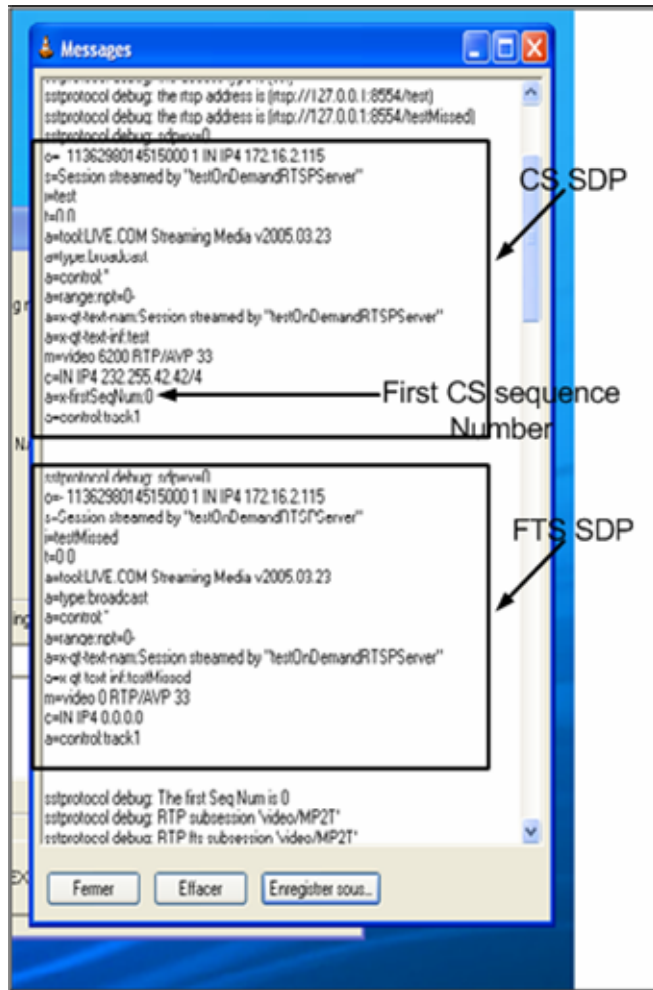 Messages
sstprotocol debug: the rtsp address is (rtsp://127.0.0.1:8554/test)
sstprotocol debug: the rtsp address is (rtsp://127.0.0.1:8554/testMissed)
sstprotocol debug: sdp=v=0
o=- 1136298014515000 1 IN IP4 172.16.2.115
s=Session streamed by "testOnDemandRTSPServer"
i=test
t=0 0
a=tool:LIVE.COM Streaming Media v2005.03.23
a=type:broadcast
a=control:*
a=range:npt=0-
a=x-qt-text-nam:Session streamed by "testOnDemandRTSPServer"
a=x-qt-text-inf:test
m=video 6200 RTP/AVP 33
c=IN IP4 232.255.42.42/4
a=x-firstSeqNum:0
a=control:track1
CS SDP
First CS sequence
Number
sstprotocol debug: sdp=v=0
o=- 1136298014515000 1 IN IP4 172.16.2.115
s=Session streamed by "testOnDemandRTSPServer"
i=testMissed
t=0 0
a=tool:LIVE.COM Streaming Media v2005.03.23
a=type:broadcast
a=control:*
a=range:npt=0-
a=x-qt-text-nam:Session streamed by "testOnDemandRTSPServer"
a=x-qt-text-inf:testMissed
m=video 0 RTP/AVP 33
c=IN IP4 0.0.0.0
a=control:track1
FTS SDP
sstprotocol debug: The first Seq Num is 0
sstprotocol debug: RTP subsession 'video/MP2T'
sstprotocol debug: RTP fts subsession 'video/MP2T'
Fermer
Effacer
Enregistrer sous...